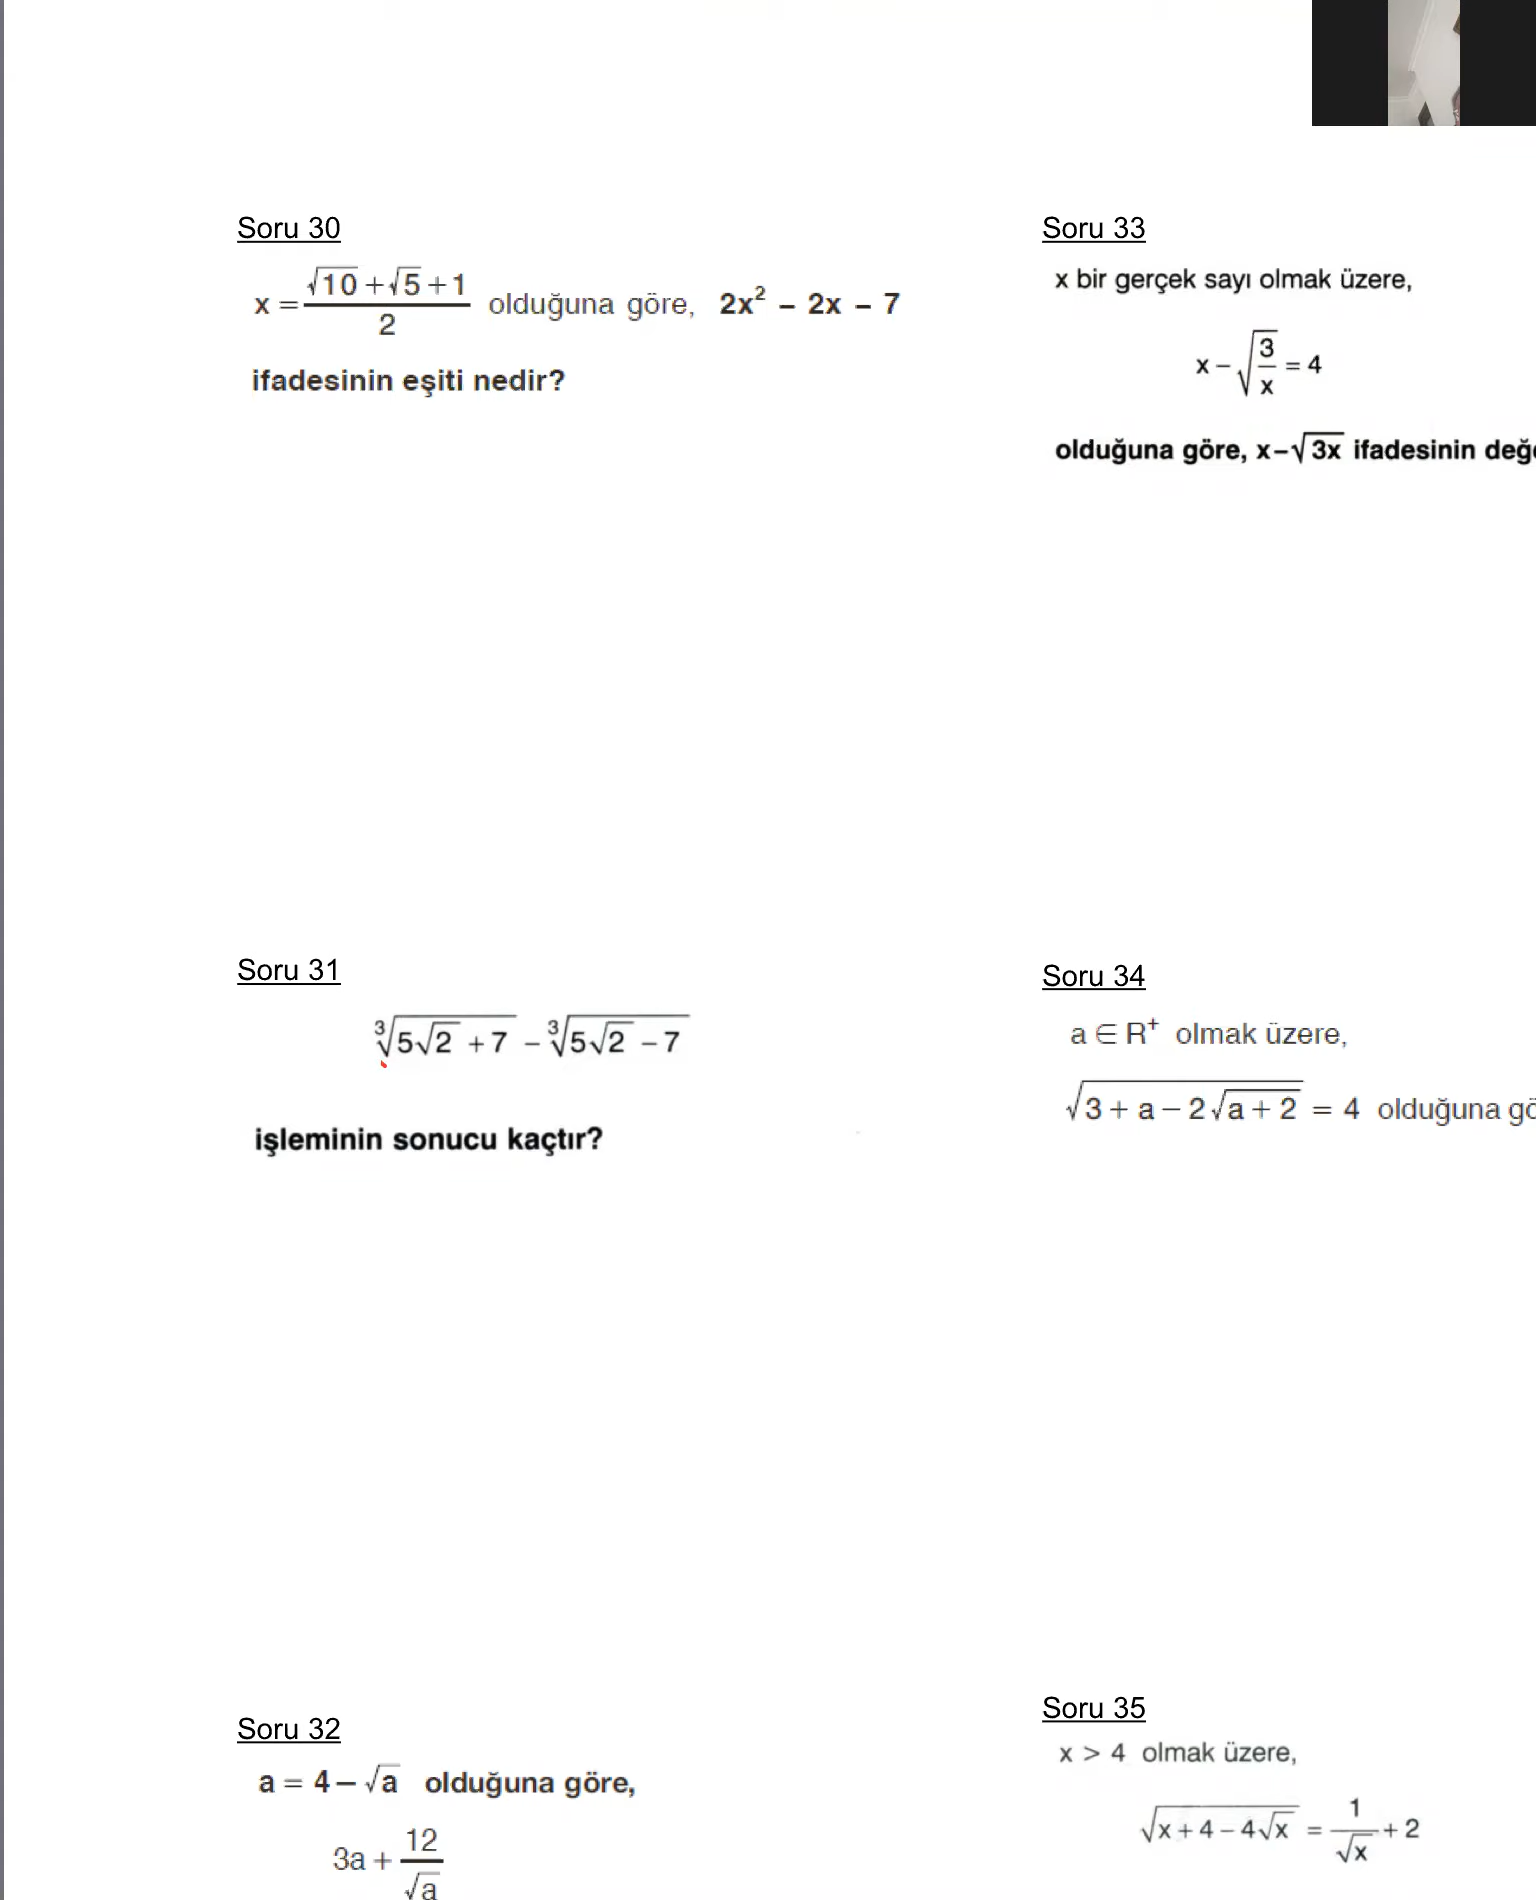 Soru 30
x = (√10 + √5 + 1)/2 olduğuna göre, 2x² – 2x – 7
ifadesinin eşiti nedir?
Soru 31
∛(5√2 + 7) – ∛(5√2 – 7)
işleminin sonucu kaçtır?
Soru 32
a = 4 – √a olduğuna göre,
3a + 12/√a
Soru 33
x bir gerçek sayı olmak üzere,
x – √(3/x) = 4
olduğuna göre, x–√3x ifadesinin
Soru 34
a ∈ R⁺ olmak üzere,
√(3 + a – 2√(a + 2)) = 4 olduğuna
Soru 35
x > 4 olmak üzere,
√(x + 4 – 4√x) = 1/√x + 2